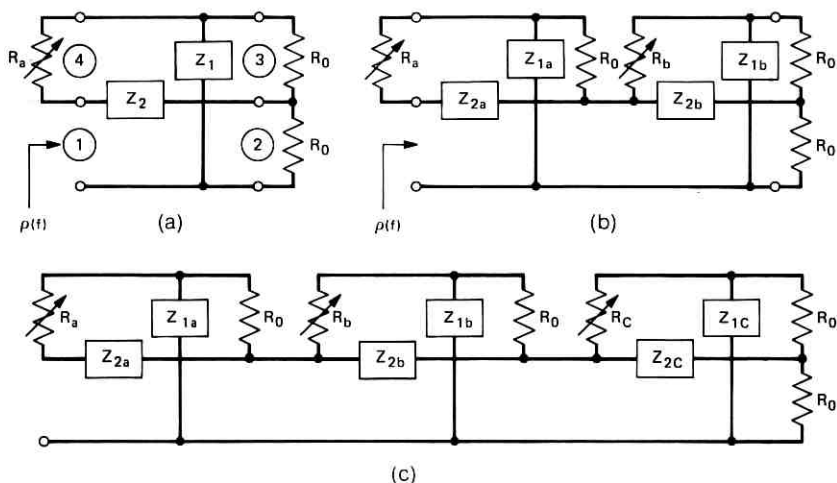 Rₐ
④
Z₁
③
R₀
Z₂
①
②
R₀
ρ(f)
(a)
Rₐ
Z₁ₐ
R₀
R_b
Z₁b
R₀
Z₂ₐ
Z₂b
R₀
ρ(f)
(b)
Rₐ
Z₁ₐ
R₀
R_b
Z₁b
R₀
R_C
Z₁C
R₀
Z₂ₐ
Z₂b
Z₂C
R₀
(c)